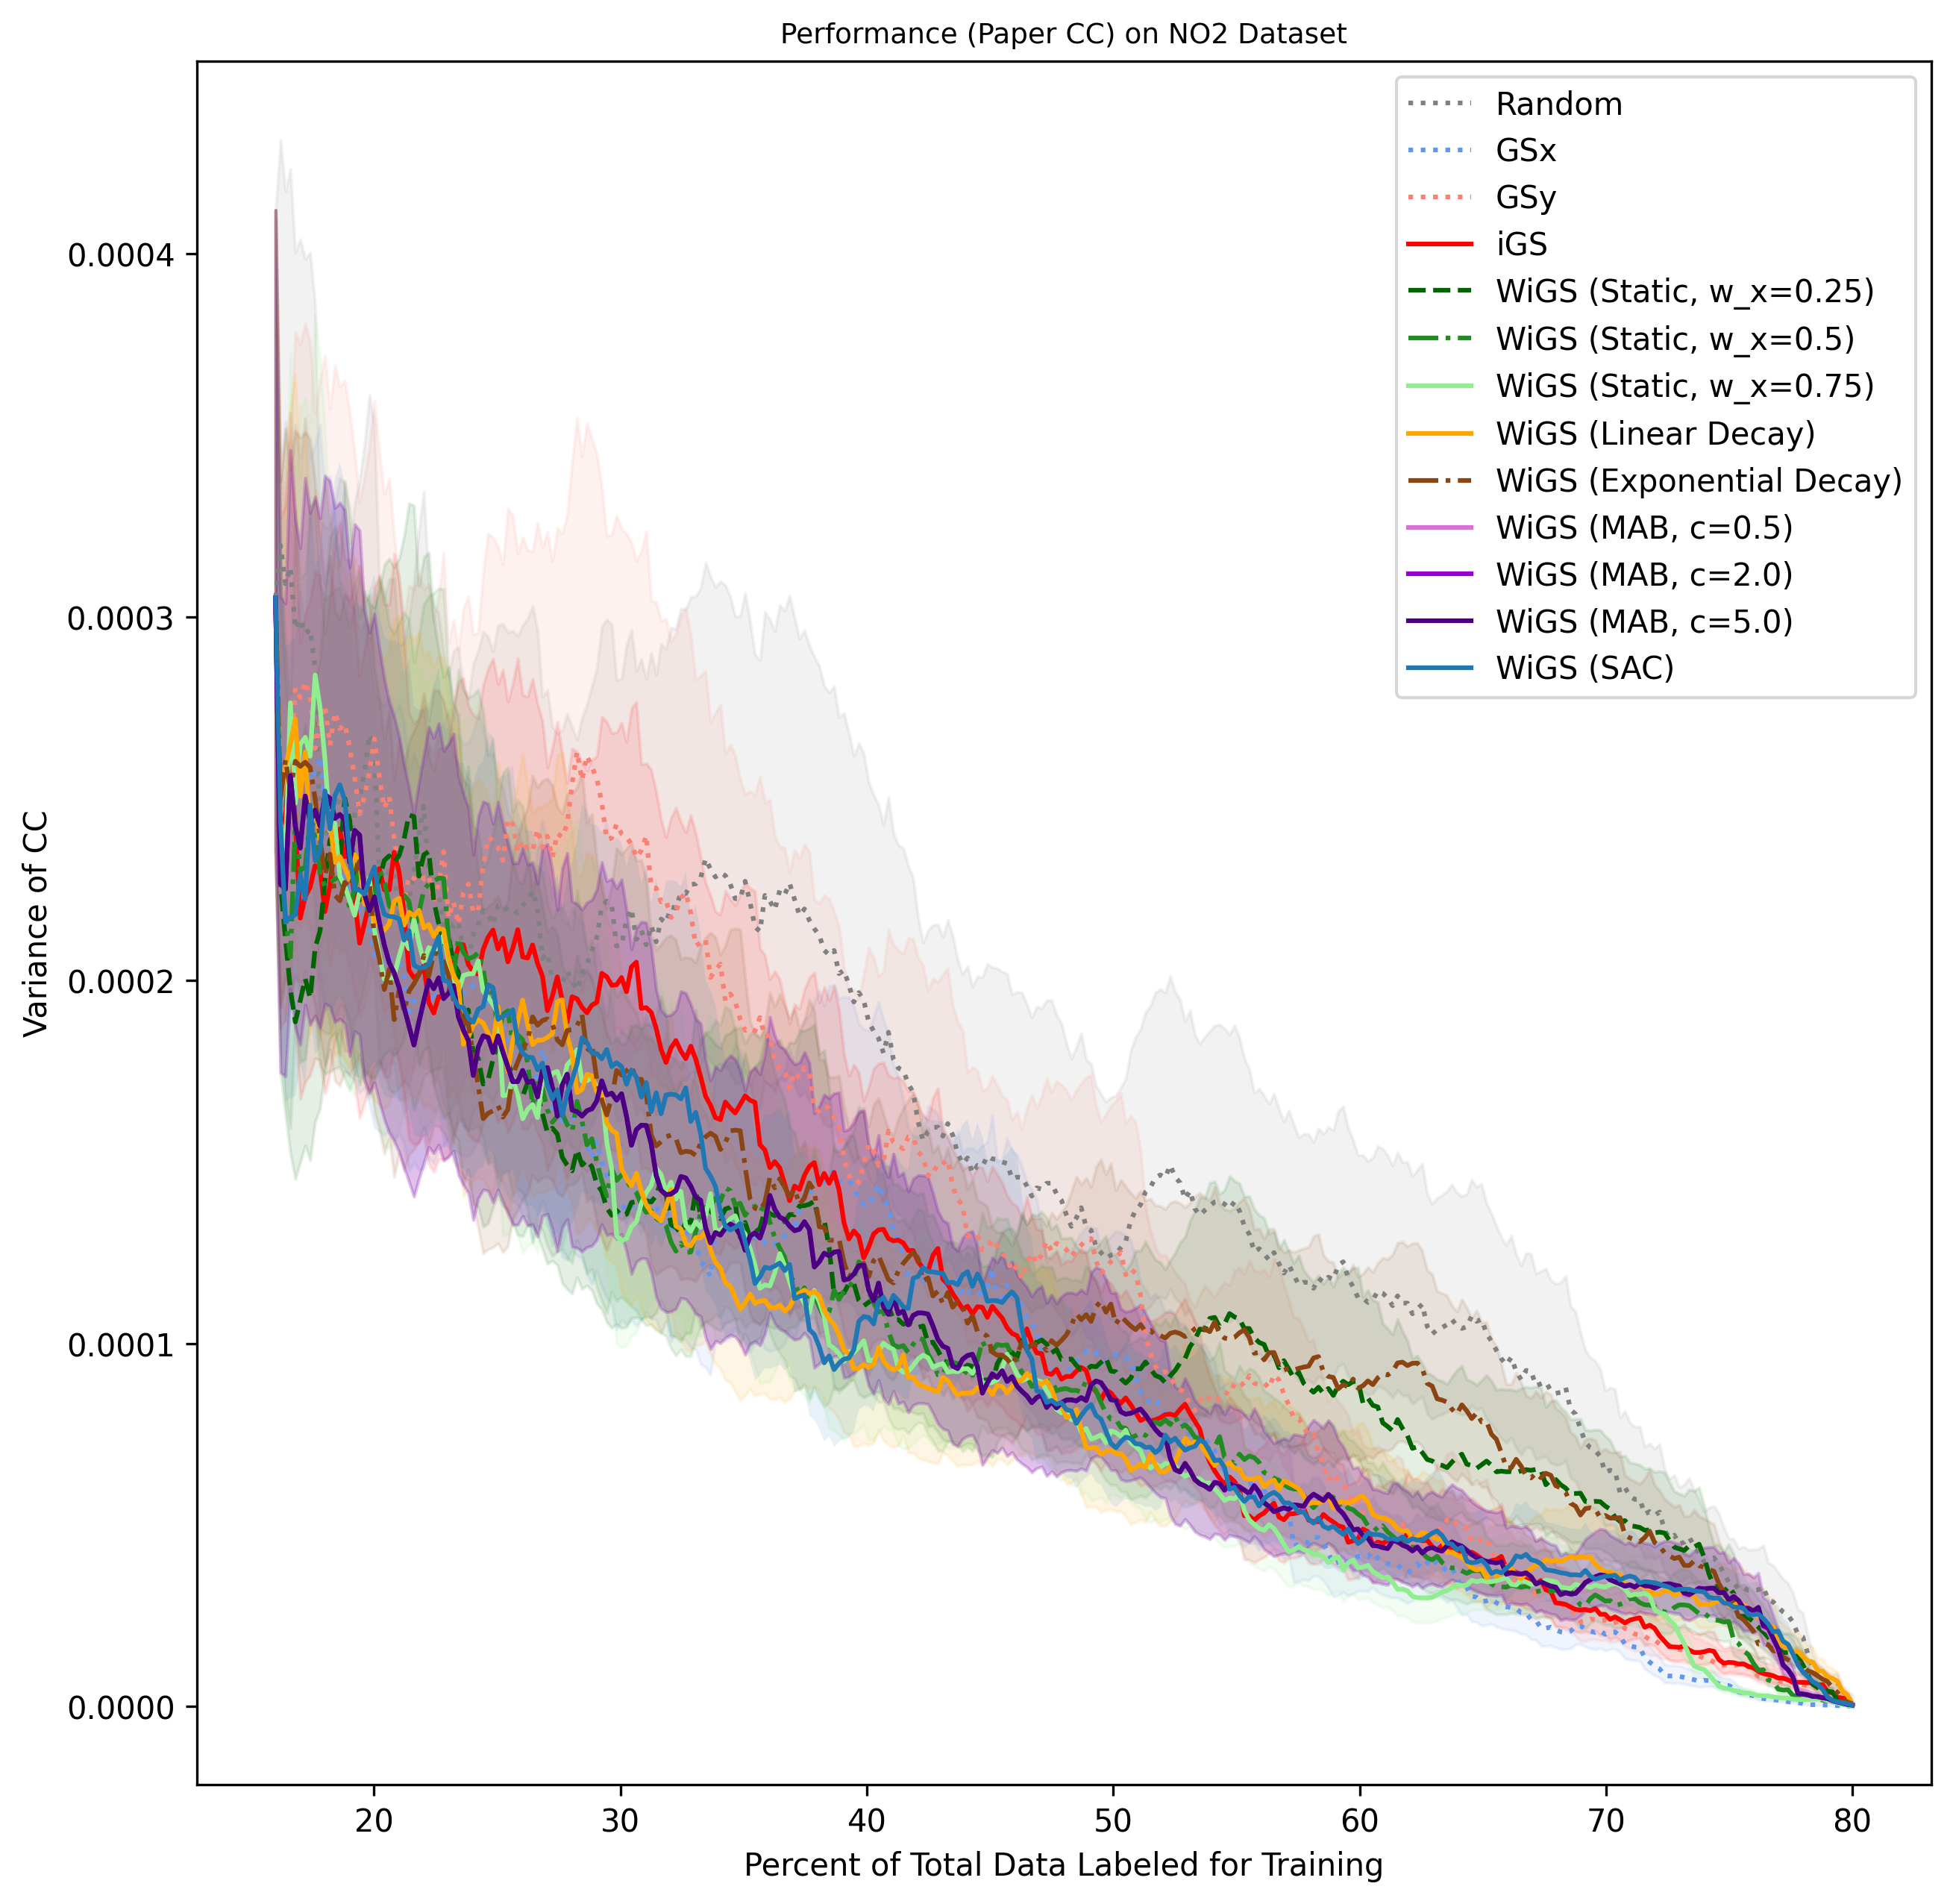 Performance (Paper CC) on NO2 Dataset
Variance of CC
0.0004
0.0003
0.0002
0.0001
0.0000
Random
GSx
GSy
iGS
WiGS (Static, w_x=0.25)
WiGS (Static, w_x=0.5)
WiGS (Static, w_x=0.75)
WiGS (Linear Decay)
WiGS (Exponential Decay)
WiGS (MAB, c=0.5)
WiGS (MAB, c=2.0)
WiGS (MAB, c=5.0)
WiGS (SAC)
20 30 40 50 60 70 80
Percent of Total Data Labeled for Training